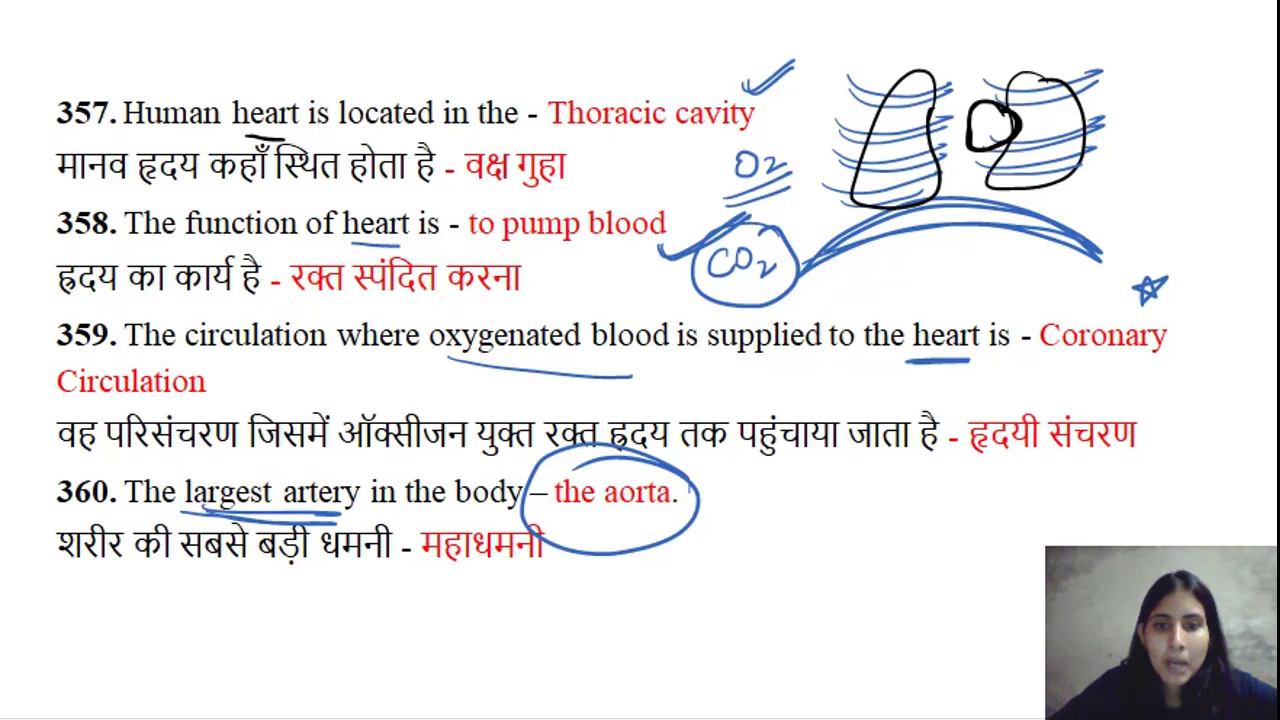 357. Human heart is located in the - Thoracic cavity
मानव हृदय कहाँ स्थित होता है - वक्ष गुहा
O2
358. The function of heart is - to pump blood
CO2
ह्रदय का कार्य है - रक्त स्पंदित करना
359. The circulation where oxygenated blood is supplied to the heart is - Coronary
Circulation
वह परिसंचरण जिसमें ऑक्सीजन युक्त रक्त ह्रदय तक पहुंचाया जाता है - हृदयी संचरण
360. The largest artery in the body – the aorta.
शरीर की सबसे बड़ी धमनी - महाधमनी